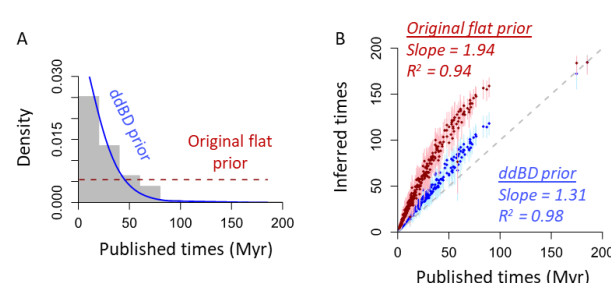 A
Density
0.000
0.015
0.030
ddBD prior
Original flat
prior
0
50
100
150
200
Published times (Myr)
B
Inferred times
0
50
100
150
200
Original flat prior
Slope = 1.94
R² = 0.94
ddBD prior
Slope = 1.31
R² = 0.98
0
50
100
150
200
Published times (Myr)